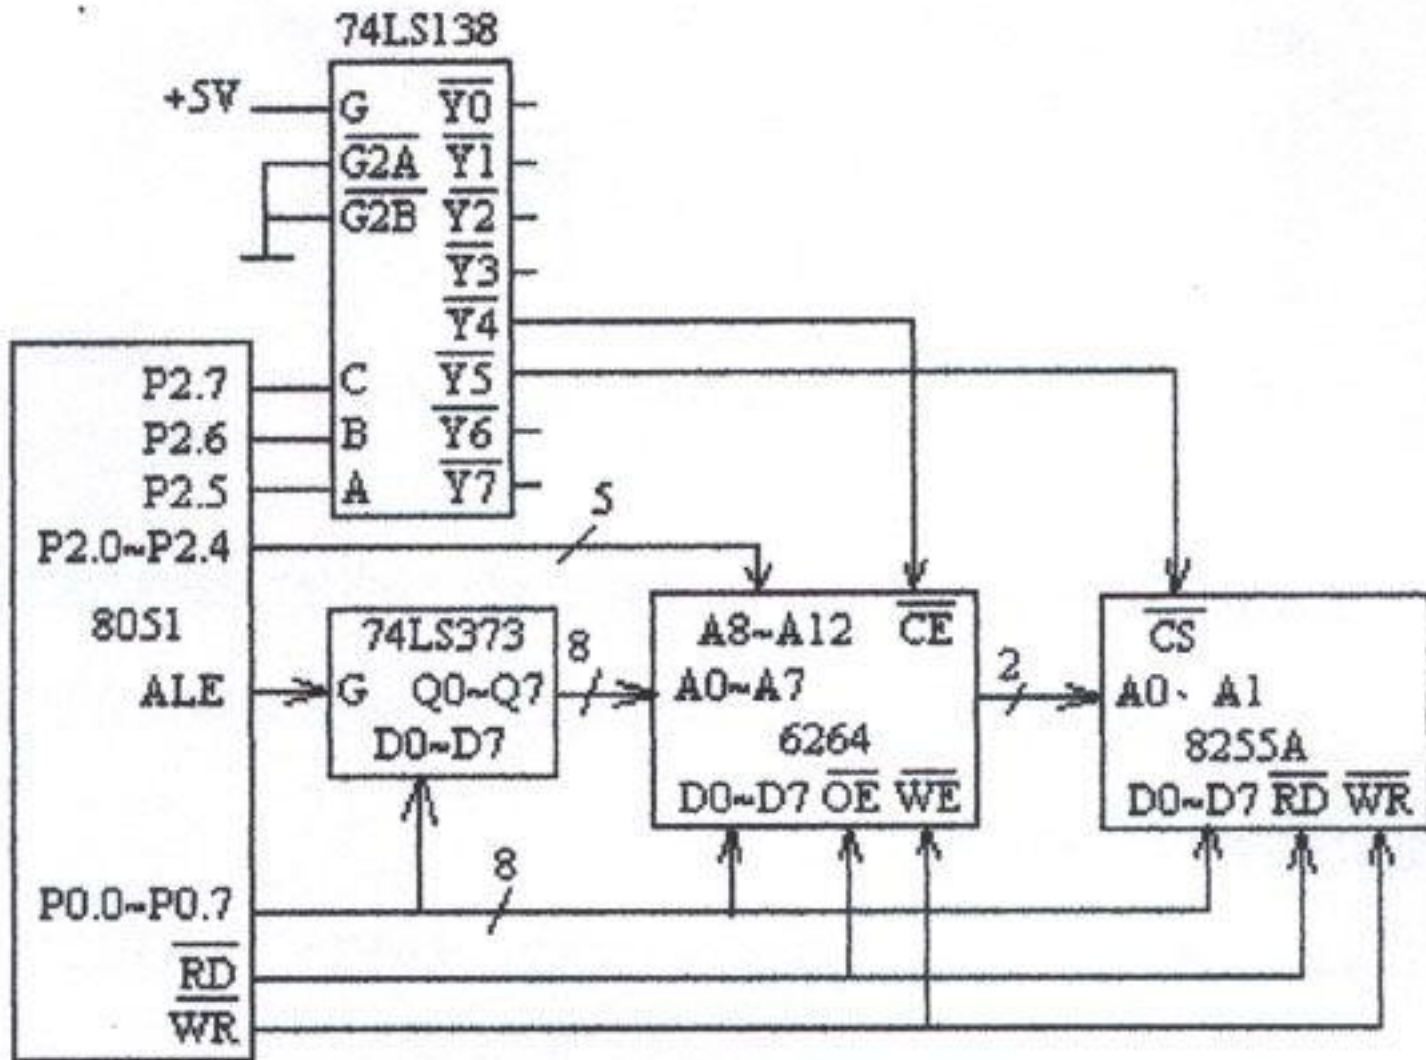 74LS138
+5V G Y0
G2A Y1
G2B Y2
Y3
Y4
P2.7 C Y5
P2.6 B Y6
P2.5 A Y7
P2.0~P2.4 5
8051
ALE
74LS373
G Q0~Q7 8
D0~D7
A8~A12 CE
A0~A7 2
6264
D0~D7 OE WE
CS
A0、 A1
8255A
D0~D7 RD WR
P0.0~P0.7 8
RD
WR